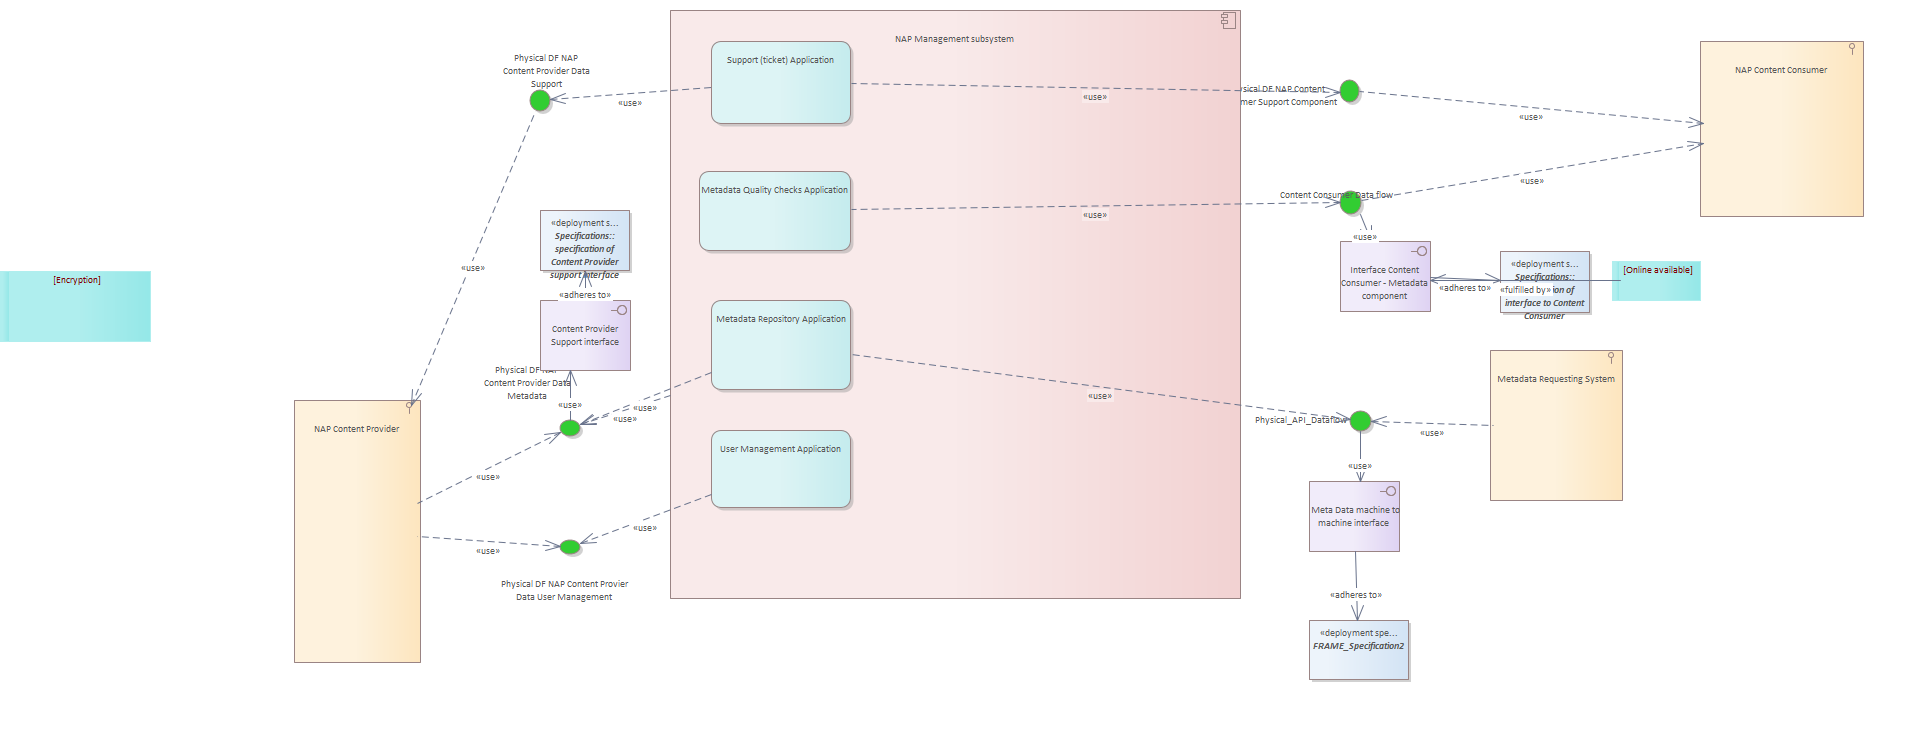 NAP Management subsystem
Support (ticket) Application
Metadata Quality Checks Application
Metadata Repository Application
User Management Application
Physical DF NAP
Content Provider Data
Support
«use»
«use»
«use»
[Encryption]
«deployment s...
Specifications::
specification of
Content Provider
support interface
«adheres to»
Content Provider
Support interface
Physical DF NAP
Content Provider Data
Metadata
«use»
«use»
«use»
NAP Content Provider
«use»
«use»
«use»
Physical DF NAP Content Provier
Data User Management
DF NAP Content
Support Component
«use»
NAP Content Consumer
«use»
«use»
Content Consumer Data flow
«use»
Interface Content
Consumer - Metadata
component
«adheres to»
«deployment s...
Specifications::
«fulfilled by»
of
interface to Content
Consumer
[Online available]
«use»
Physical_API_Dataflow
«use»
Metadata Requesting System
«use»
Meta Data machine to
machine interface
«adheres to»
«deployment spe...
FRAME_Specification2